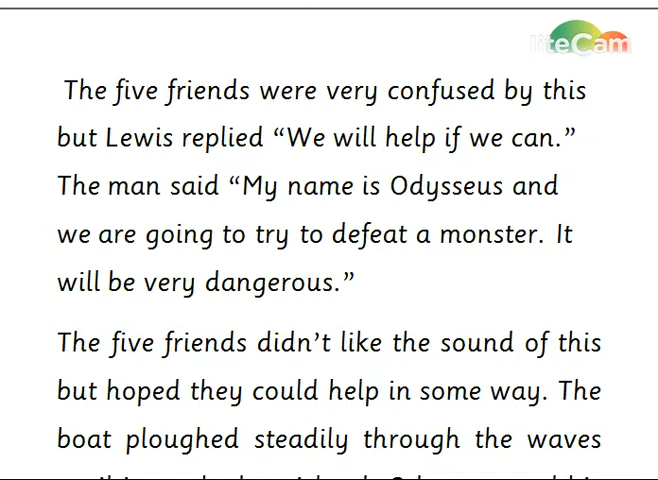 liteCam
The five friends were very confused by this
but Lewis replied “We will help if we can.”
The man said “My name is Odysseus and
we are going to try to defeat a monster. It
will be very dangerous.”
The five friends didn’t like the sound of this
but hoped they could help in some way. The
boat ploughed steadily through the waves